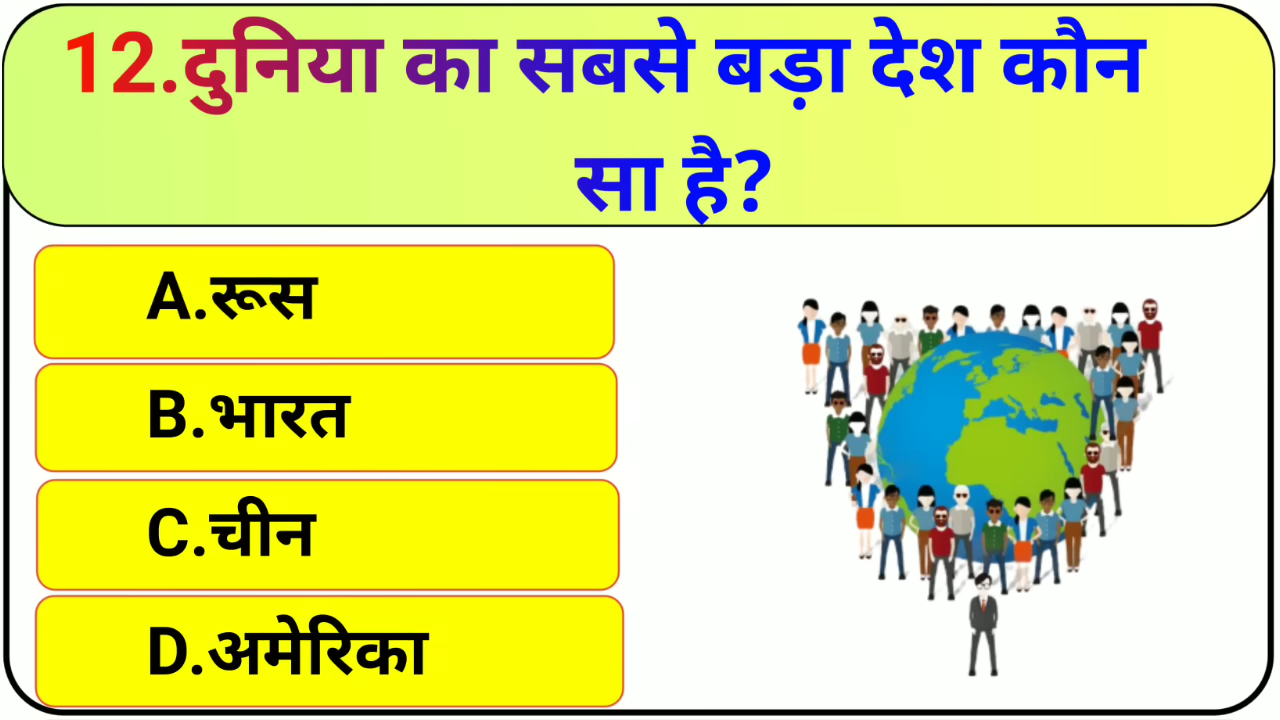 12.दुनिया का सबसे बड़ा देश कौन
सा है?
A.रूस
B.भारत
C.चीन
D.अमेरिका